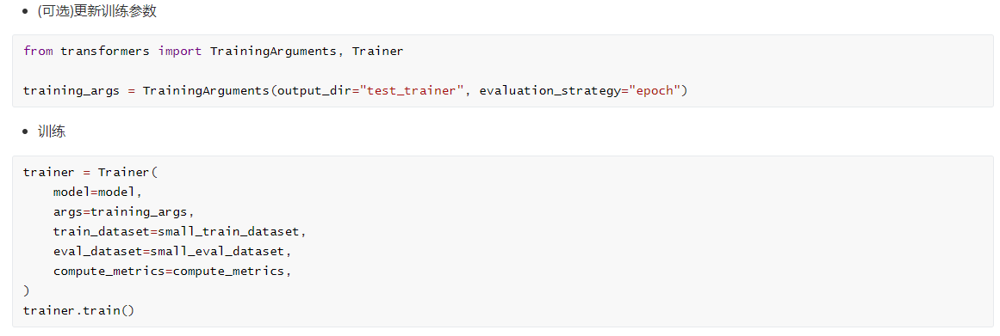 (可选)更新训练参数
from transformers import TrainingArguments, Trainer
training_args = TrainingArguments(output_dir="test_trainer", evaluation_strategy="epoch")
训练
trainer = Trainer(
    model=model,
    args=training_args,
    train_dataset=small_train_dataset,
    eval_dataset=small_eval_dataset,
    compute_metrics=compute_metrics,
)
trainer.train()